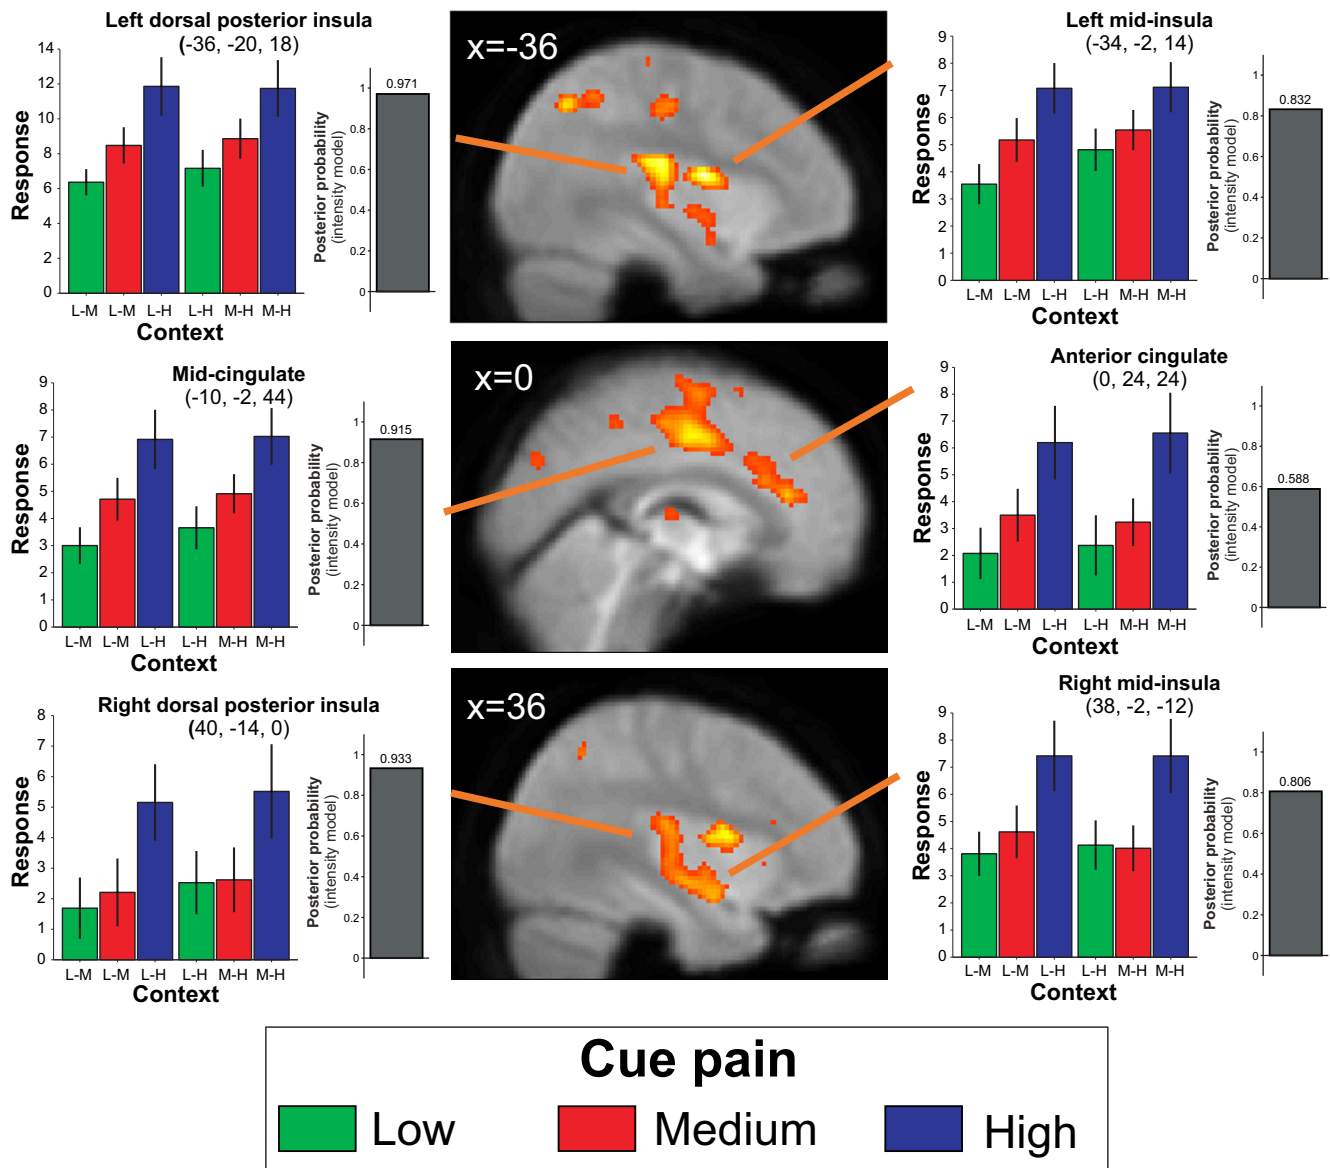 Left dorsal posterior insula
(-36, -20, 18)
Response
14
12
10
8
6
4
2
0
L-M L-M L-H L-H M-H M-H
Context
Posterior probability
(intensity model)
1
0.8
0.6
0.4
0.2
0
0.971
x=-36
Left mid-insula
(-34, -2, 14)
Response
9
8
7
6
5
4
3
2
1
0
L-M L-M L-H L-H M-H M-H
Context
Posterior probability
(intensity model)
1
0.8
0.6
0.4
0.2
0
0.832
Mid-cingulate
(-10, -2, 44)
Response
9
8
7
6
5
4
3
2
1
0
L-M L-M L-H L-H M-H M-H
Context
Posterior probability
(intensity model)
1
0.8
0.6
0.4
0.2
0
0.915
x=0
Anterior cingulate
(0, 24, 24)
Response
9
8
7
6
5
4
3
2
1
0
L-M L-M L-H L-H M-H M-H
Context
Posterior probability
(intensity model)
1
0.8
0.6
0.4
0.2
0
0.588
Right dorsal posterior insula
(40, -14, 0)
Response
8
7
6
5
4
3
2
1
0
L-M L-M L-H L-H M-H M-H
Context
Posterior probability
(intensity model)
1
0.8
0.6
0.4
0.2
0
0.933
x=36
Right mid-insula
(38, -2, -12)
Response
9
8
7
6
5
4
3
2
1
0
L-M L-M L-H L-H M-H M-H
Context
Posterior probability
(intensity model)
1
0.8
0.6
0.4
0.2
0
0.806
Cue pain
Low Medium High